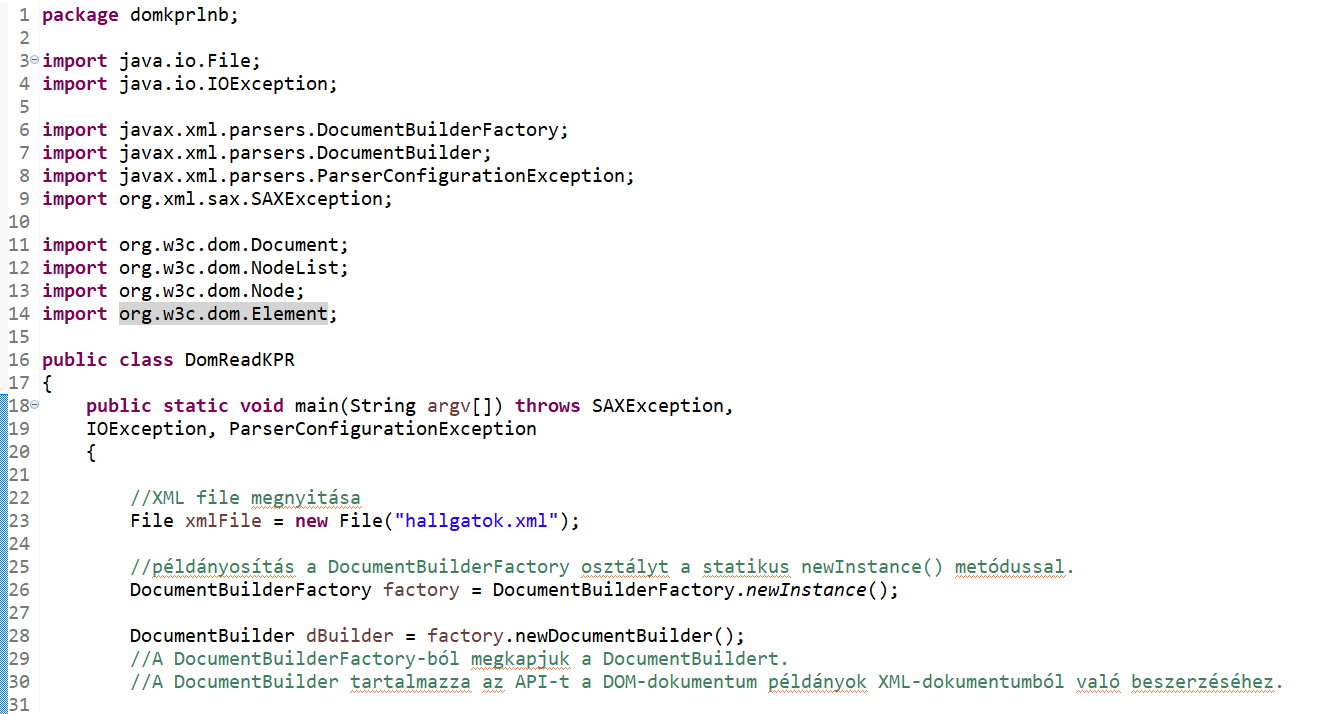 1 package domkprlnb;
2
3 import java.io.File;
4 import java.io.IOException;
5
6 import javax.xml.parsers.DocumentBuilderFactory;
7 import javax.xml.parsers.DocumentBuilder;
8 import javax.xml.parsers.ParserConfigurationException;
9 import org.xml.sax.SAXException;
10
11 import org.w3c.dom.Document;
12 import org.w3c.dom.NodeList;
13 import org.w3c.dom.Node;
14 import org.w3c.dom.Element;
15
16 public class DomReadKPR
17 {
18     public static void main(String argv[]) throws SAXException,
19     IOException, ParserConfigurationException
20     {
21
22         //XML file megnyitása
23         File xmlFile = new File("hallgatok.xml");
24
25         //példányosítás a DocumentBuilderFactory osztályt a statikus newInstance() metódussal.
26         DocumentBuilderFactory factory = DocumentBuilderFactory.newInstance();
27
28         DocumentBuilder dBuilder = factory.newDocumentBuilder();
29         //A DocumentBuilderFactory-ból megkapjuk a DocumentBuildert.
30         //A DocumentBuilder tartalmazza az API-t a DOM-dokumentum példányok XML-dokumentumból való beszerzéséhez.
31